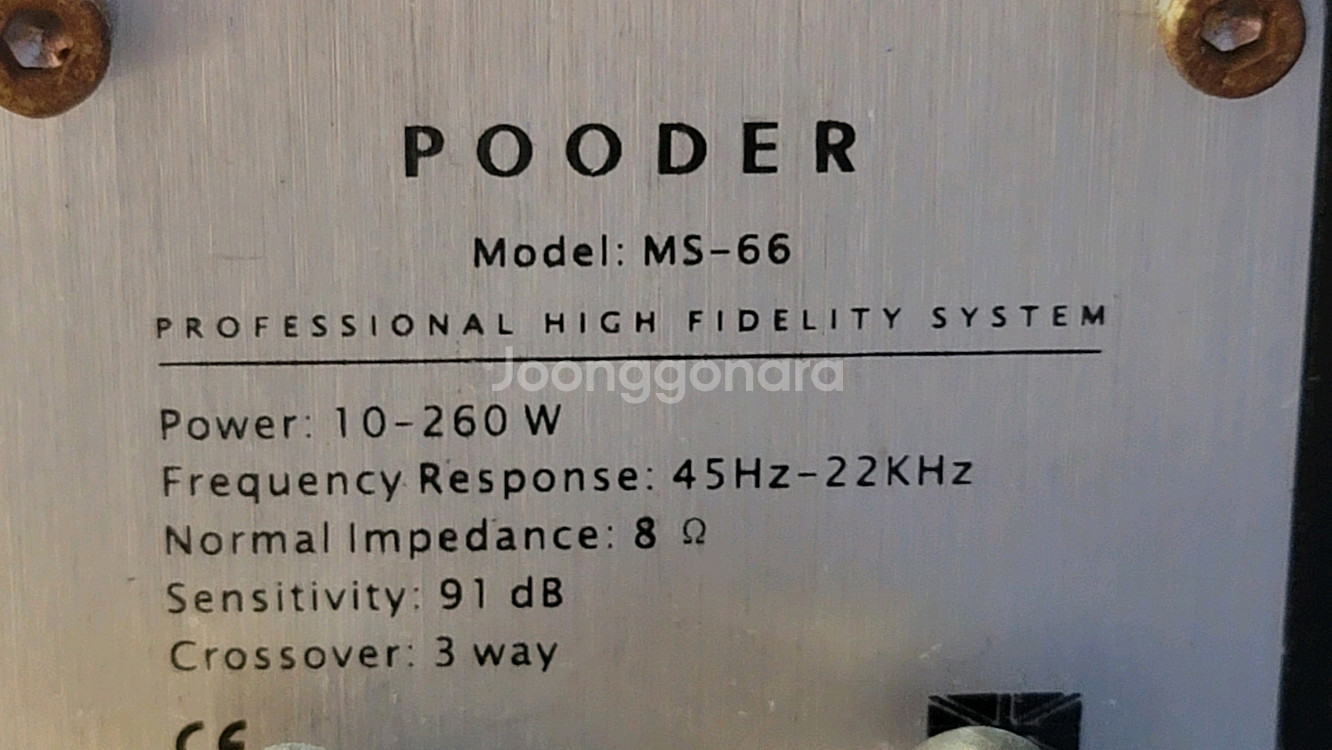 POODER
Model: MS-66
PROFESSIONAL HIGH FIDELITY SYSTEM
Joonggonara
Power: 10-260 W
Frequency Response: 45Hz-22KHz
Normal Impedance: 8 Ω
Sensitivity: 91 dB
Crossover: 3 way
CE